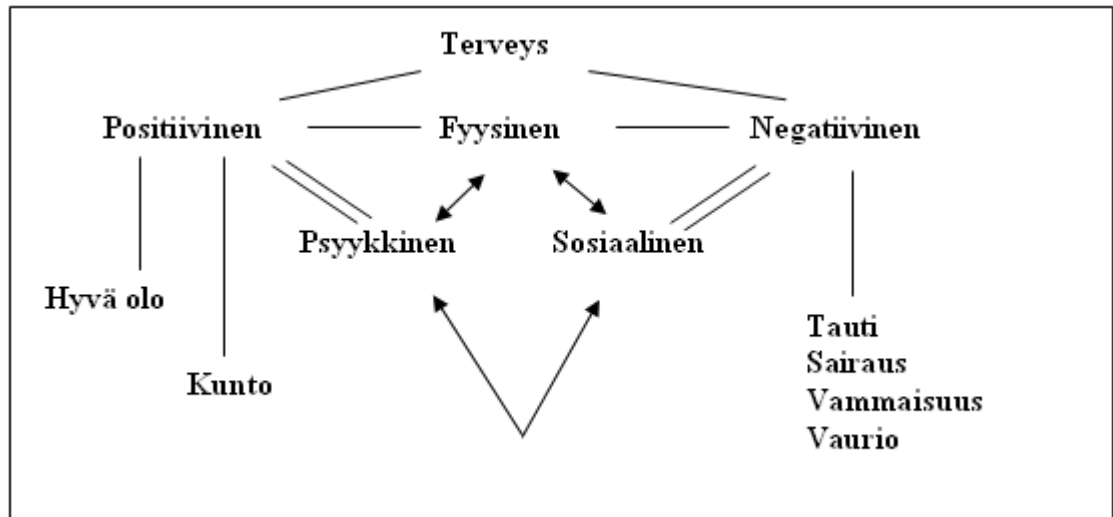 Terveys
Positiivinen Fyysinen Negatiivinen
Psyykkinen Sosiaalinen
Hyvä olo
Kunto
Tauti
Sairaus
Vammaisuus
Vaurio